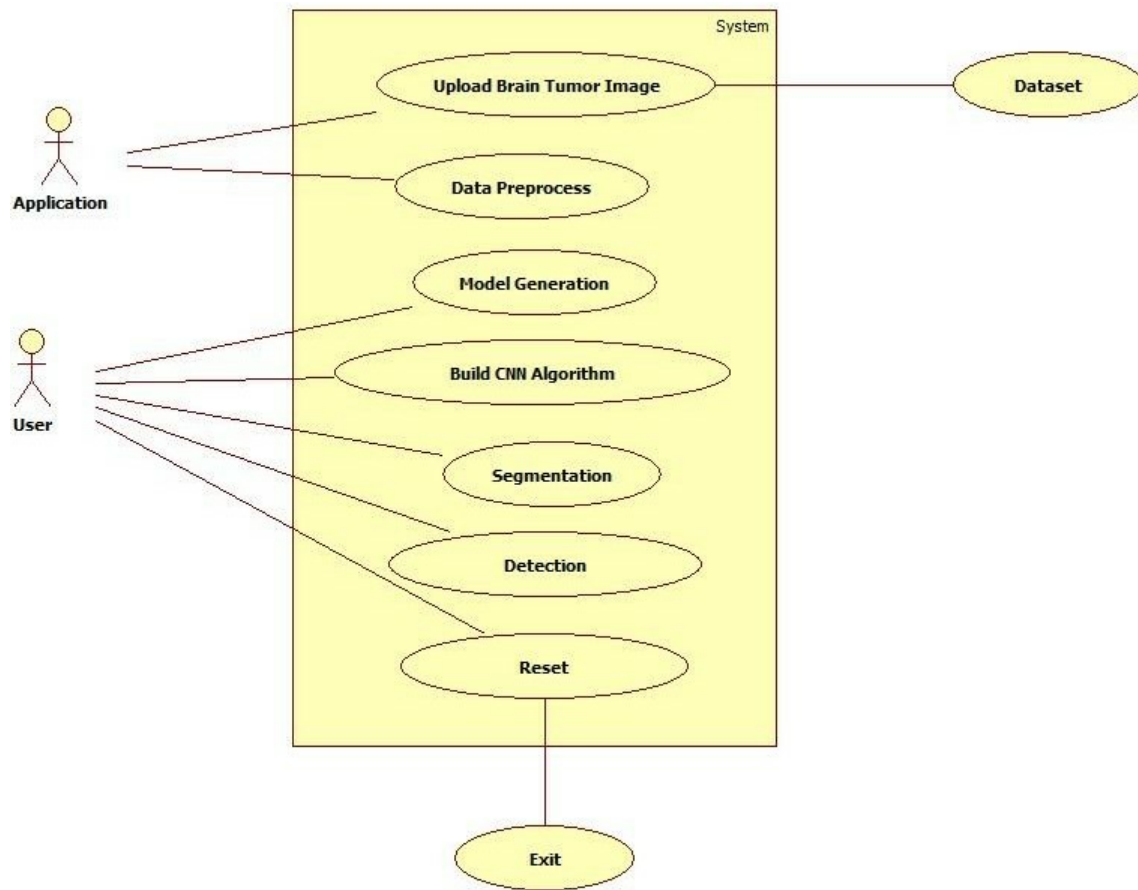 System
Upload Brain Tumor Image
Dataset
Application
Data Preprocess
Model Generation
User
Build CNN Algorithm
Segmentation
Detection
Reset
Exit